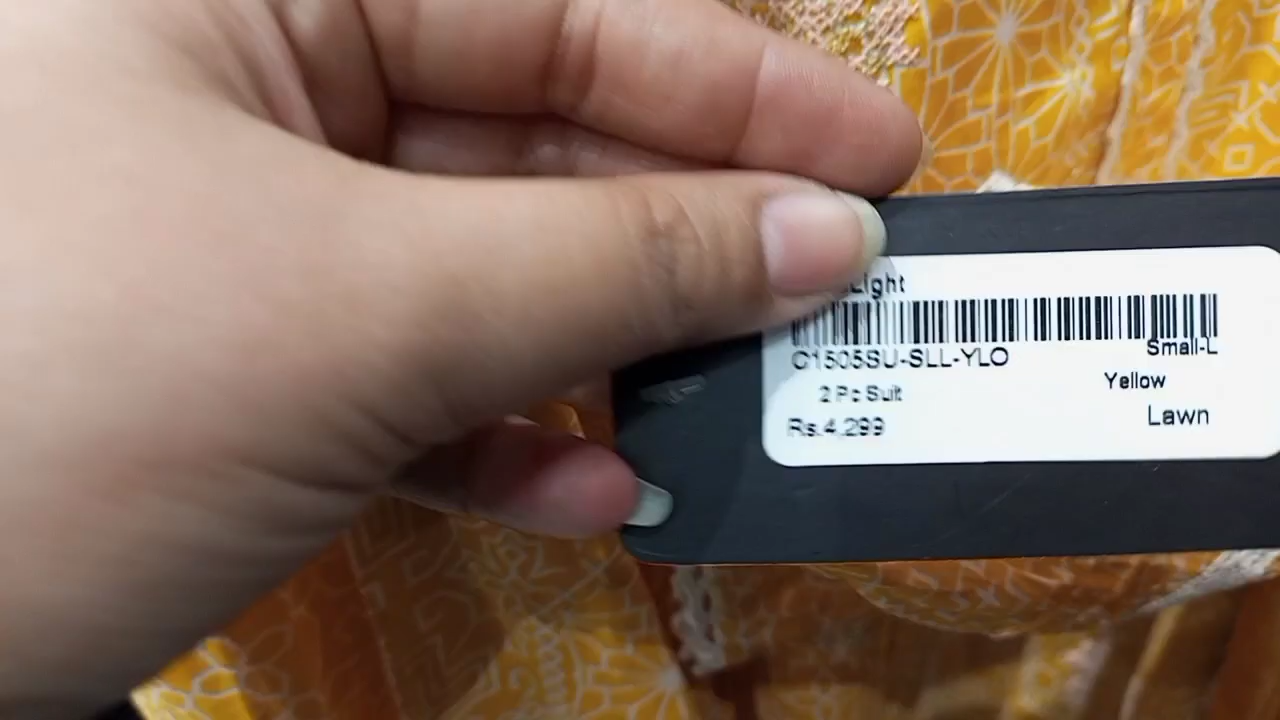 Light
C1505SU-SLL-YLO
Small-L
2 Pc Suit
Yellow
Rs.4,299
Lawn